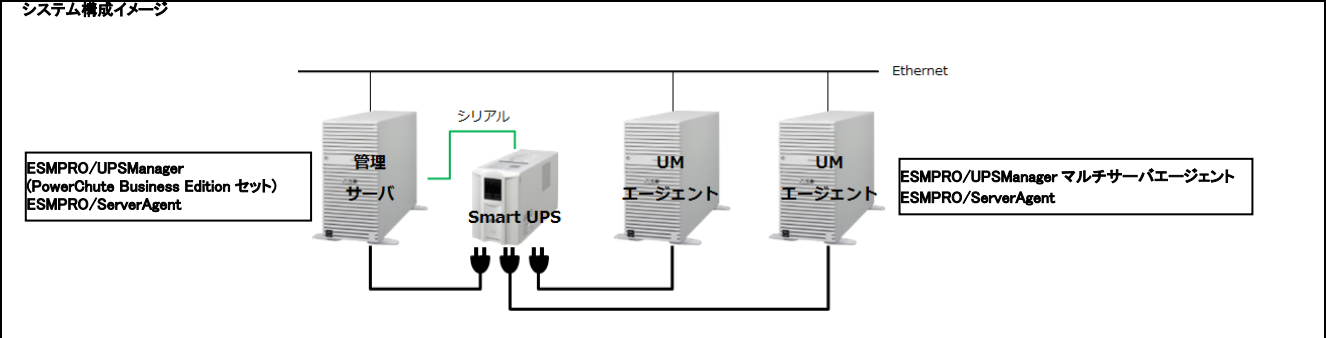 システム構成イメージ
Ethernet
シリアル
管理
サーバ
Smart UPS
UM
エージェント
UM
エージェント
ESMPRO/UPSManager
(PowerChute Business Edition セット)
ESMPRO/ServerAgent
ESMPRO/UPSManager マルチサーバエージェント
ESMPRO/ServerAgent